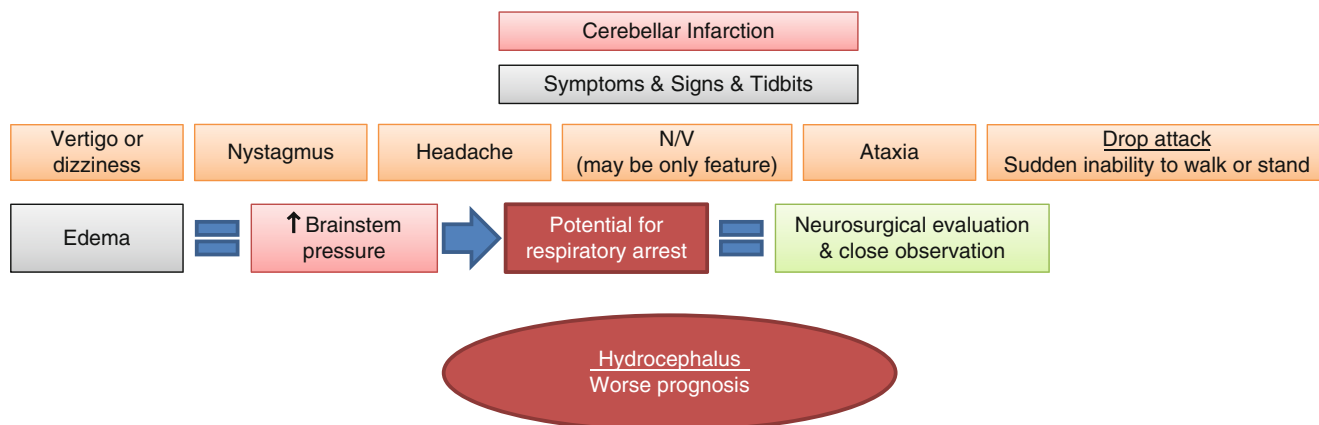 Cerebellar Infarction
Symptoms & Signs & Tidbits
Vertigo or
dizziness
Nystagmus
Headache
N/V
(may be only feature)
Ataxia
Drop attack
Sudden inability to walk or stand
Edema
↑ Brainstem
pressure
Potential for
respiratory arrest
Neurosurgical evaluation
& close observation
Hydrocephalus
Worse prognosis